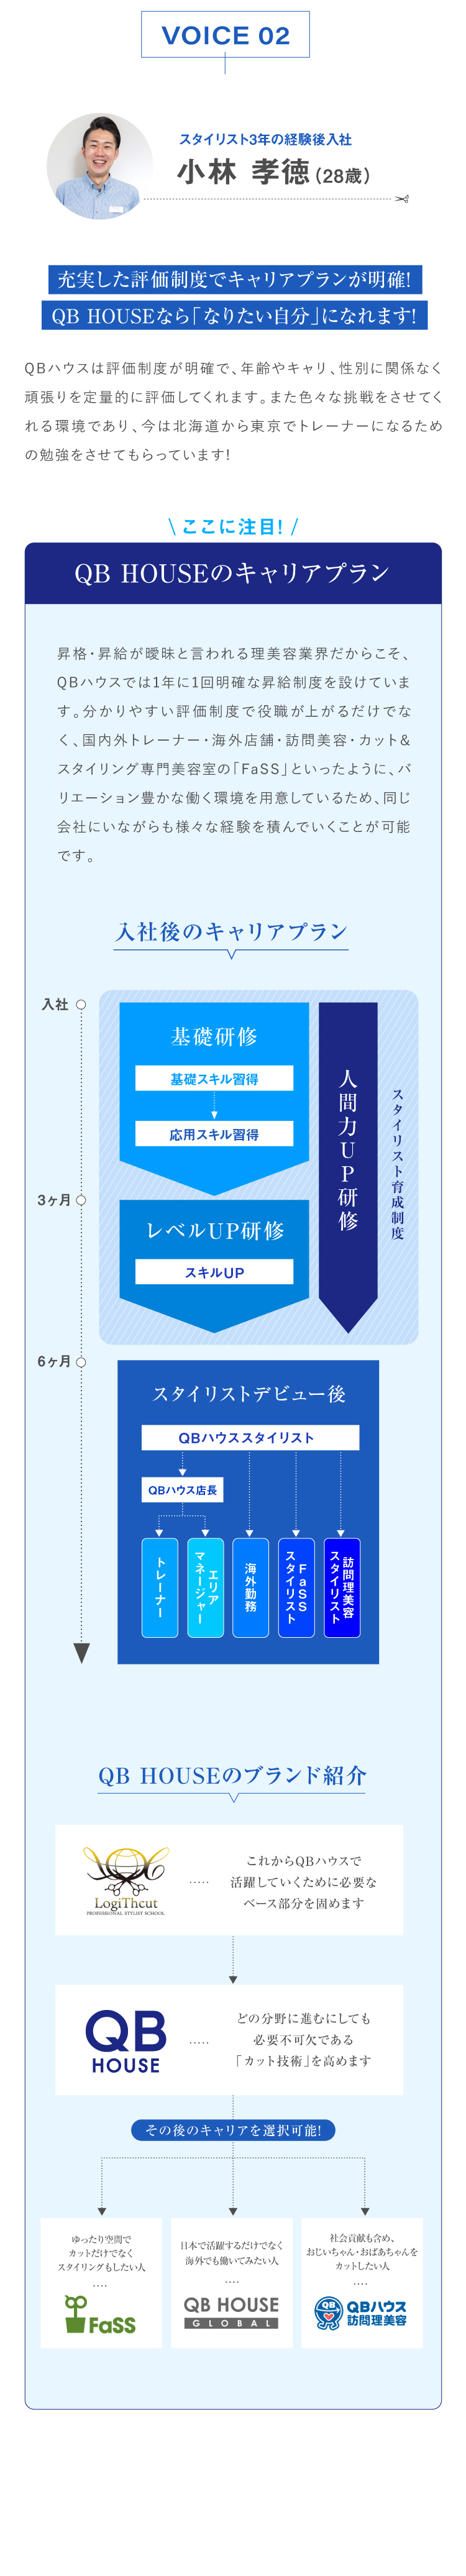 VOICE 02
スタイリスト3年の経験後入社
小林 孝徳（28歳）
充実した評価制度でキャリアプランが明確!
QB HOUSEなら「なりたい自分」になれます!
QBハウスは評価制度が明確で、年齢やキャリ、性別に関係なく
頑張りを定量的に評価してくれます。また色々な挑戦をさせてく
れる環境であり、今は北海道から東京でトレーナーになるため
の勉強をさせてもらっています!
\ ここに注目! /
QB HOUSEのキャリアプラン
昇格・昇給が曖昧と言われる理美容業界だからこそ、
QBハウスでは1年に1回明確な昇給制度を設けていま
す。分かりやすい評価制度で役職が上がるだけでな
く、国内外トレーナー・海外店舗・訪問美容・カット＆
スタイリング専門美容室の「FaSS」といったように、バ
リエーション豊かな働く環境を用意しているため、同じ
会社にいながらも様々な経験を積んでいくことが可能
です。
入社後のキャリアプラン
入社
基礎研修
基礎スキル習得
応用スキル習得
人間力UP研修
スタイリスト育成制度
3ヶ月
レベルUP研修
スキルUP
6ヶ月
スタイリストデビュー後
QBハウススタイリスト
QBハウス店長
トレーナー
エリア
マネージャー
海外勤務
FaSS
スタイリスト
訪問理美容
スタイリスト
QB HOUSEのブランド紹介
LogiThcut
PROFESSIONAL STYLIST SCHOOL
これからQBハウスで
活躍していくために必要な
ベース部分を固めます
QB
HOUSE
どの分野に進むにしても
必要不可欠である
「カット技術」を高めます
その後のキャリアを選択可能!
ゆったり空間で
カットだけでなく
スタイリングもしたい人
FaSS
日本で活躍するだけでなく
海外でも働いてみたい人
QB HOUSE
GLOBAL
社会貢献も含め、
おじいちゃん・おばあちゃんを
カットしたい人
QB
QBハウス
訪問理美容